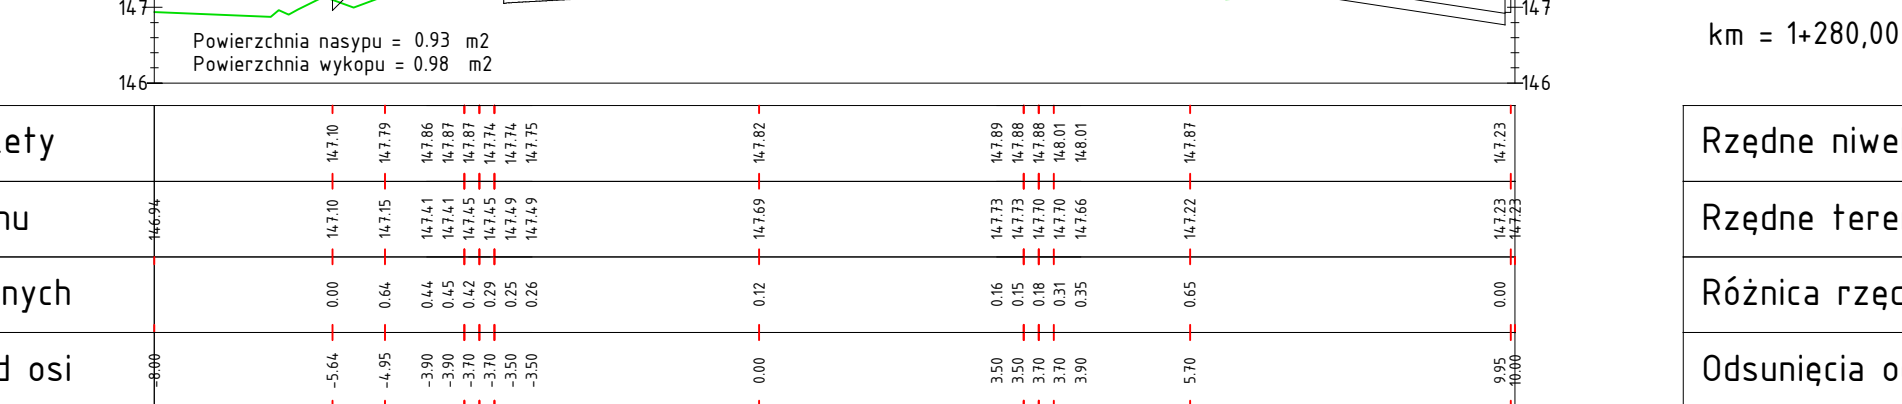 147 147
Powierzchnia nasypu = 0.93 m2
km = 1+280,00
Powierzchnia wykopu = 0.98 m2
146 146
ety 147.10 147.79 147.86 147.87 147.87 147.74 147.74 147.75 147.82 147.89 147.88 147.88 148.01 148.01 147.87 147.23 Rzędne niwe
nu 146.94 147.10 147.15 147.41 147.41 147.45 147.45 147.49 147.49 147.69 147.73 147.73 147.70 147.70 147.66 147.22 147.23 147.23 Rzędne tere
nych 0.00 0.64 0.44 0.45 0.42 0.29 0.25 0.26 0.12 0.16 0.15 0.18 0.31 0.35 0.65 0.00 Różnica rzęd
d osi -8.00 -5.64 -4.95 -3.90 -3.90 -3.70 -3.70 -3.50 -3.50 0.00 3.50 3.50 3.70 3.70 3.90 5.70 9.95 10.00 Odsunięcia o